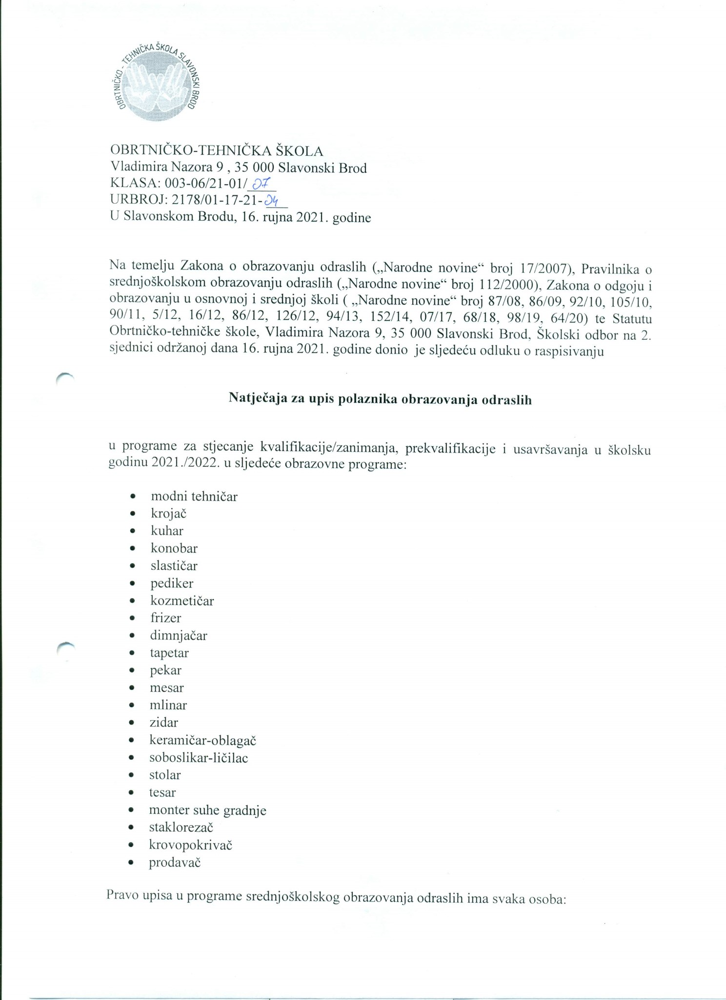 OBRTNIČKO - TEHNIČKA ŠKOLA SLAVONSKI BROD
OBRTNIČKO-TEHNIČKA ŠKOLA
Vladimira Nazora 9 , 35 000 Slavonski Brod
KLASA: 003-06/21-01/ 07
URBROJ: 2178/01-17-21-04
U Slavonskom Brodu, 16. rujna 2021. godine
Na temelju Zakona o obrazovanju odraslih („Narodne novine“ broj 17/2007), Pravilnika o
srednjoškolskom obrazovanju odraslih („Narodne novine“ broj 112/2000), Zakona o odgoju i
obrazovanju u osnovnoj i srednjoj školi ( „Narodne novine“ broj 87/08, 86/09, 92/10, 105/10,
90/11, 5/12, 16/12, 86/12, 126/12, 94/13, 152/14, 07/17, 68/18, 98/19, 64/20) te Statutu
Obrtničko-tehničke škole, Vladimira Nazora 9, 35 000 Slavonski Brod, Školski odbor na 2.
sjednici održanoj dana 16. rujna 2021. godine donio je sljedeću odluku o raspisivanju
Natječaja za upis polaznika obrazovanja odraslih
u programe za stjecanje kvalifikacije/zanimanja, prekvalifikacije i usavršavanja u školsku
godinu 2021./2022. u sljedeće obrazovne programe:
• modni tehničar
• krojač
• kuhar
• konobar
• slastičar
• pediker
• kozmetičar
• frizer
• dimnjačar
• tapetar
• pekar
• mesar
• mlinar
• zidar
• keramičar-oblagač
• soboslikar-ličilac
• stolar
• tesar
• monter suhe gradnje
• staklorezač
• krovopokrivač
• prodavač
Pravo upisa u programe srednjoškolskog obrazovanja odraslih ima svaka osoba: